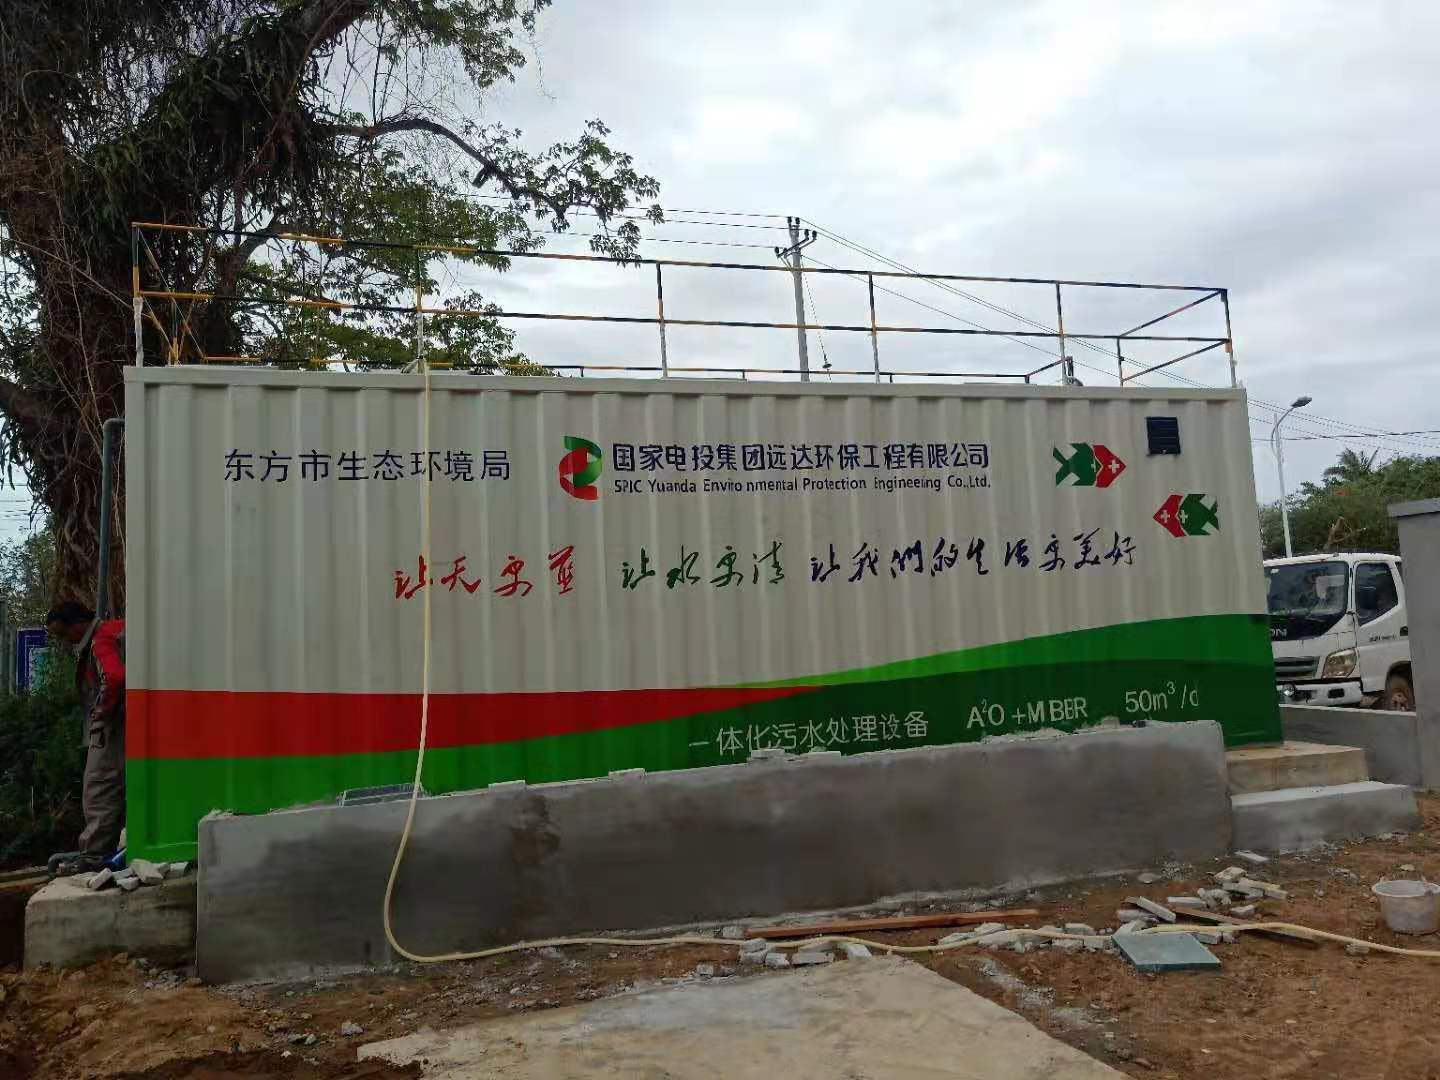 东方市生态环境局
国家电投集团远达环保工程有限公司
SPIC Yuanda Environmental Protection Engineering Co.,Ltd.
让天更蓝 让水更清 让我們的生活更美好
一体化污水处理设备 A²O+MBER 50m³/d